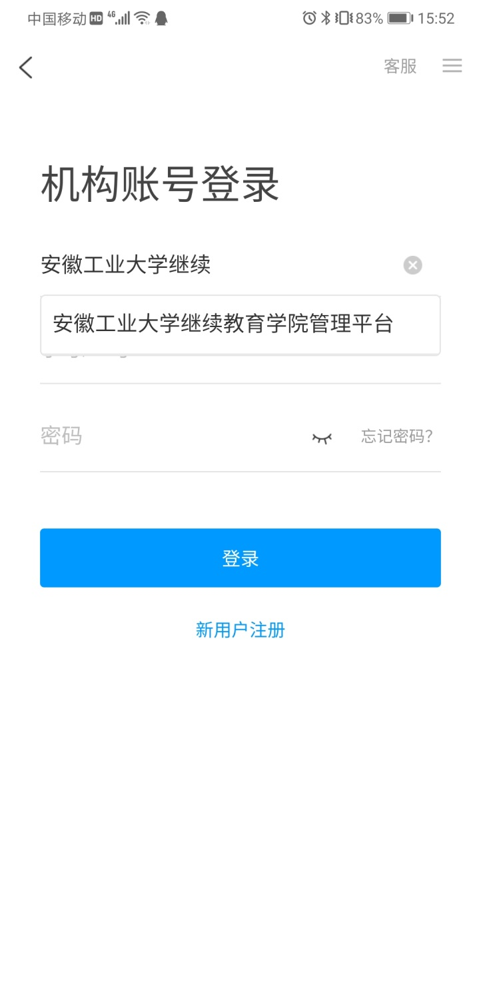 中国移动 HD 4G 83% 15:52
客服
机构账号登录
安徽工业大学继续
安徽工业大学继续教育学院管理平台
密码 忘记密码?
登录
新用户注册